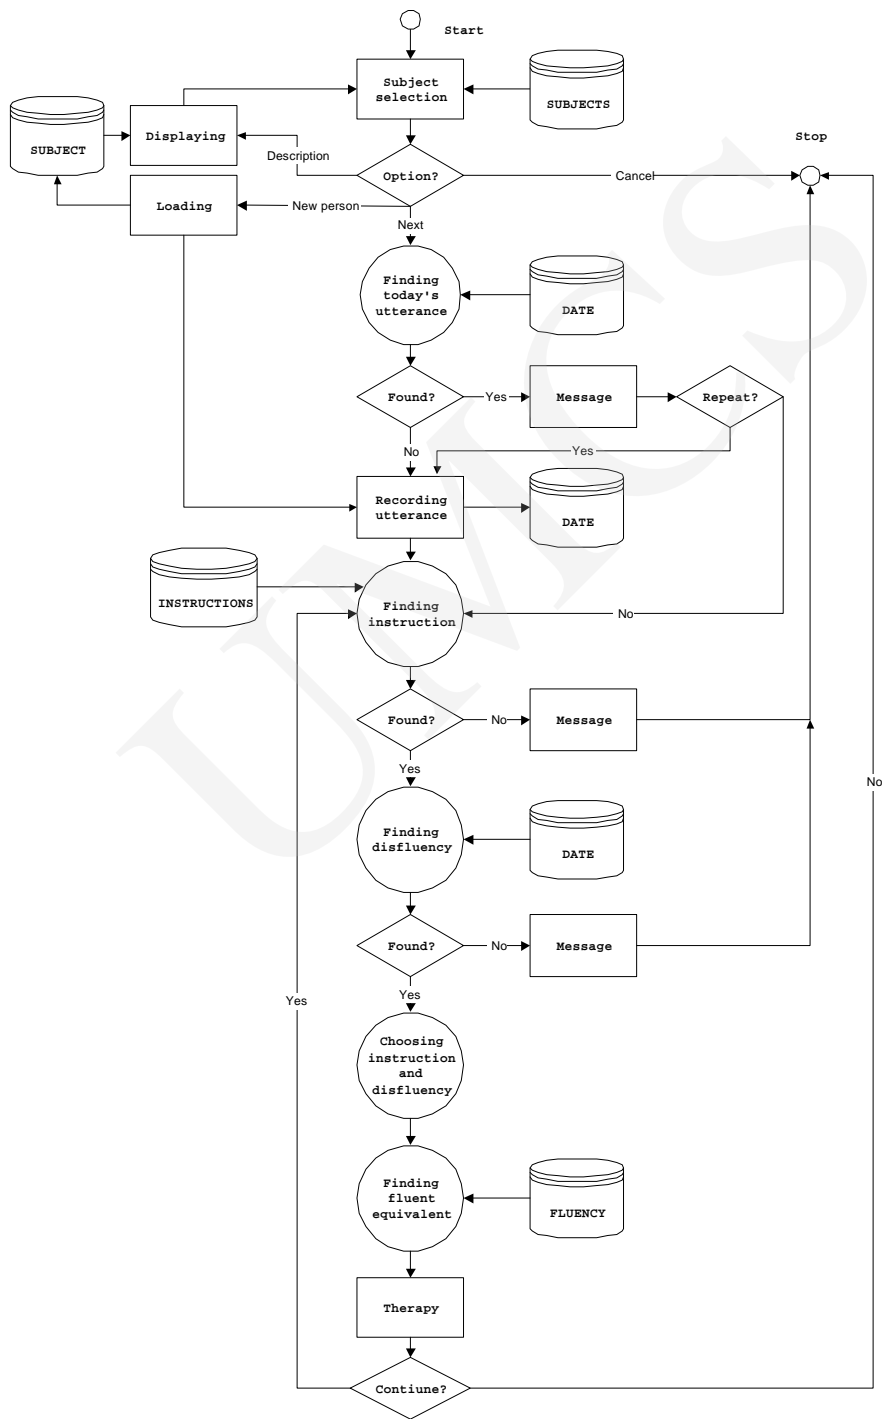 Start
Subject
selection
SUBJECTS
SUBJECT
Displaying
Stop
Description
Option?
Cancel
Loading
New person
Next
Finding
today's
utterance
DATE
Found?
Yes
Message
Repeat?
No
Yes
Recording
utterance
DATE
INSTRUCTIONS
Finding
instruction
No
Found?
No
Message
Yes
No
Finding
disfluency
DATE
Found?
No
Message
Yes
Yes
Choosing
instruction
and
disfluency
Finding
fluent
equivalent
FLUENCY
Therapy
Contiune?
UMCS